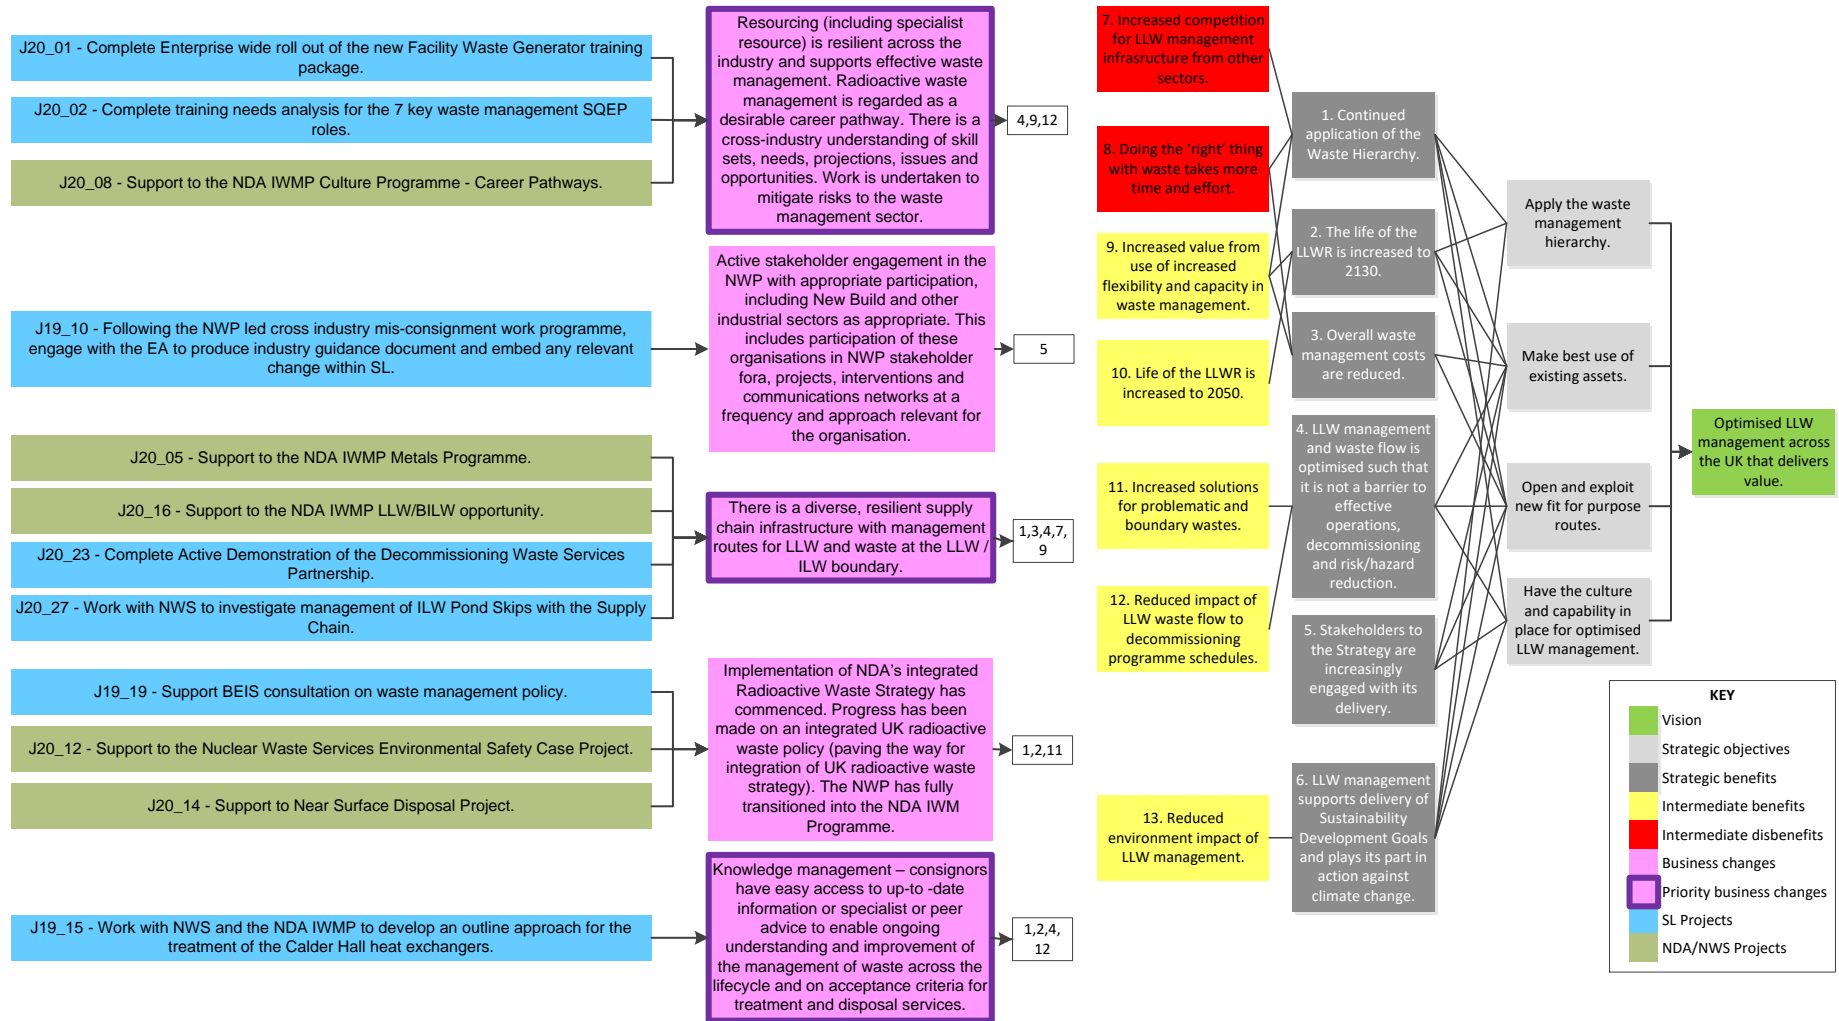 J20_01 - Complete Enterprise wide roll out of the new Facility Waste Generator training
package.
J20_02 - Complete training needs analysis for the 7 key waste management SQEP
roles.
J20_08 - Support to the NDA IWMP Culture Programme - Career Pathways.
J19_10 - Following the NWP led cross industry mis-consignment work programme,
engage with the EA to produce industry guidance document and embed any relevant
change within SL.
J20_05 - Support to the NDA IWMP Metals Programme.
J20_16 - Support to the NDA IWMP LLW/BILW opportunity.
J20_23 - Complete Active Demonstration of the Decommissioning Waste Services
Partnership.
J20_27 - Work with NWS to investigate management of ILW Pond Skips with the Supply
Chain.
J19_19 - Support BEIS consultation on waste management policy.
J20_12 - Support to the Nuclear Waste Services Environmental Safety Case Project.
J20_14 - Support to Near Surface Disposal Project.
J19_15 - Work with NWS and the NDA IWMP to develop an outline approach for the
treatment of the Calder Hall heat exchangers.
Resourcing (including specialist
resource) is resilient across the
industry and supports effective waste
management. Radioactive waste
management is regarded as a
desirable career pathway. There is a
cross-industry understanding of skill
sets, needs, projections, issues and
opportunities. Work is undertaken to
mitigate risks to the waste
management sector.
Active stakeholder engagement in the
NWP with appropriate participation,
including New Build and other
industrial sectors as appropriate. This
includes participation of these
organisations in NWP stakeholder
fora, projects, interventions and
communications networks at a
frequency and approach relevant for
the organisation.
There is a diverse, resilient supply
chain infrastructure with management
routes for LLW and waste at the LLW /
ILW boundary.
Implementation of NDA's integrated
Radioactive Waste Strategy has
commenced. Progress has been
made on an integrated UK radioactive
waste policy (paving the way for
integration of UK radioactive waste
strategy). The NWP has fully
transitioned into the NDA IWM
Programme.
Knowledge management – consignors
have easy access to up-to -date
information or specialist or peer
advice to enable ongoing
understanding and improvement of
the management of waste across the
lifecycle and on acceptance criteria for
treatment and disposal services.
4,9,12
5
1,3,4,7,
9
1,2,11
1,2,4,
12
7. Increased competition
for LLW management
infrasructure from other
sectors.
8. Doing the ‘right’ thing
with waste takes more
time and effort.
9. Increased value from
use of increased
flexibility and capacity in
waste management.
10. Life of the LLWR is
increased to 2050.
11. Increased solutions
for problematic and
boundary wastes.
12. Reduced impact of
LLW waste flow to
decommissioning
programme schedules.
13. Reduced
environment impact of
LLW management.
1. Continued
application of the
Waste Hierarchy.
2. The life of the
LLWR is increased to
2130.
3. Overall waste
management costs
are reduced.
4. LLW management
and waste flow is
optimised such that
it is not a barrier to
effective
operations,
decommissioning
and risk/hazard
reduction.
5. Stakeholders to
the Strategy are
increasingly
engaged with its
delivery.
6. LLW management
supports delivery of
Sustainability
Development Goals
and plays its part in
action against
climate change.
Apply the waste
management
hierarchy.
Make best use of
existing assets.
Open and exploit
new fit for purpose
routes.
Have the culture
and capability in
place for optimised
LLW management.
Optimised LLW
management across
the UK that delivers
value.
KEY
Vision
Strategic objectives
Strategic benefits
Intermediate benefits
Intermediate disbenefits
Business changes
Priority business changes
SL Projects
NDA/NWS Projects